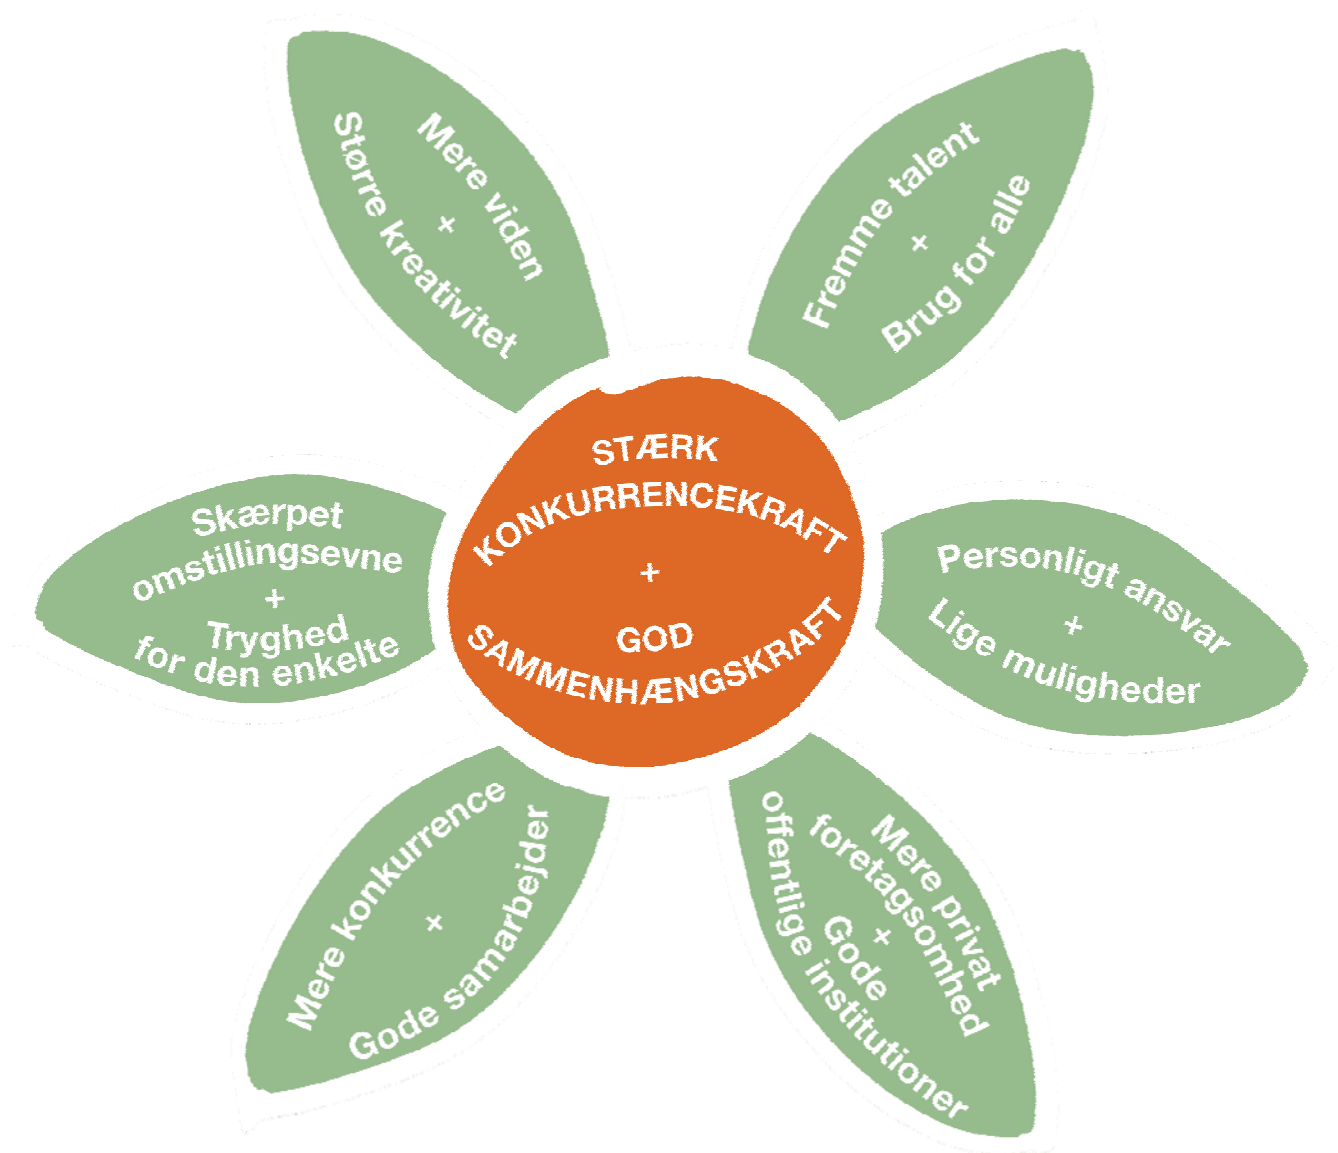 Mere viden
+
Større kreativitet
Fremme talent
+
Brug for alle
STÆRK
KONKURRENCEKRAFT
+
GOD
SAMMENHÆNGSKRAFT
Skærpet
omstillingsevne
+
Tryghed
for den enkelte
Personligt ansvar
+
Lige muligheder
Mere konkurrence
+
Gode samarbejder
Mere privat
foretagsomhed
+
Gode
offentlige institutioner